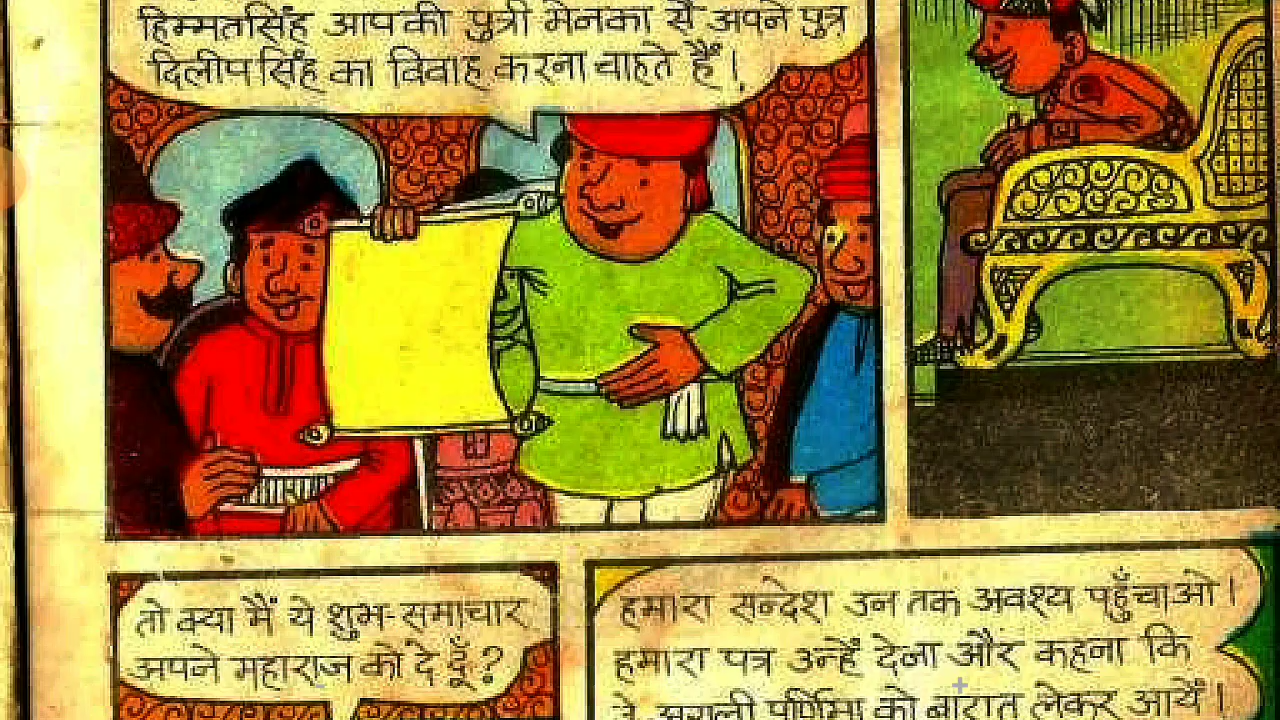 हिम्मतसिंह आपकी पुत्री मेनका से अपने पुत्र
दिलीपसिंह का विवाह करना चाहते हैं!
तो क्या मैं ये शुभ-समाचार
अपने महाराज को दे दूँ?
हमारा सन्देश उन तक अवश्य पहुँचाओ!
हमारा पत्र उन्हें देना और कहना कि
वे अगली पूर्णिमा को बारात लेकर आयें!